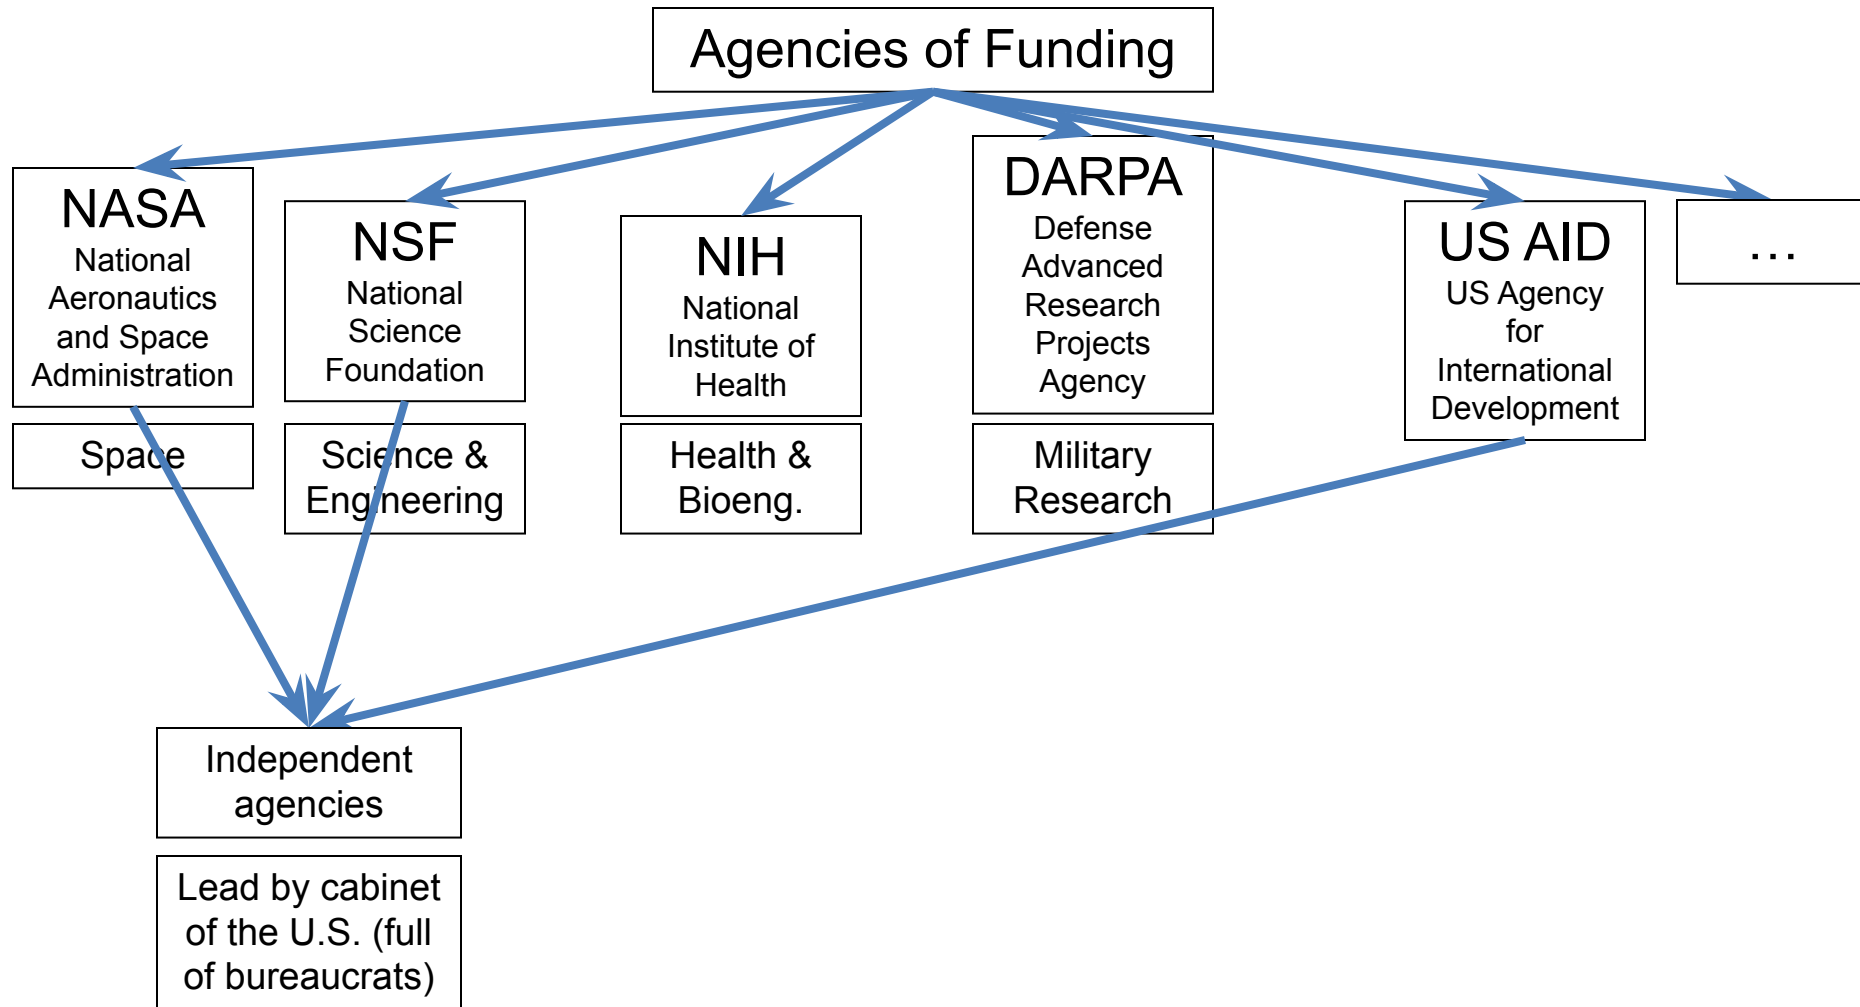 Agencies of Funding
NASA
National
Aeronautics
and Space
Administration
Space
NSF
National
Science
Foundation
Science &
Engineering
NIH
National
Institute of
Health
Health &
Bioeng.
DARPA
Defense
Advanced
Research
Projects
Agency
Military
Research
US AID
US Agency
for
International
Development
...
Independent
agencies
Lead by cabinet
of the U.S. (full
of bureaucrats)